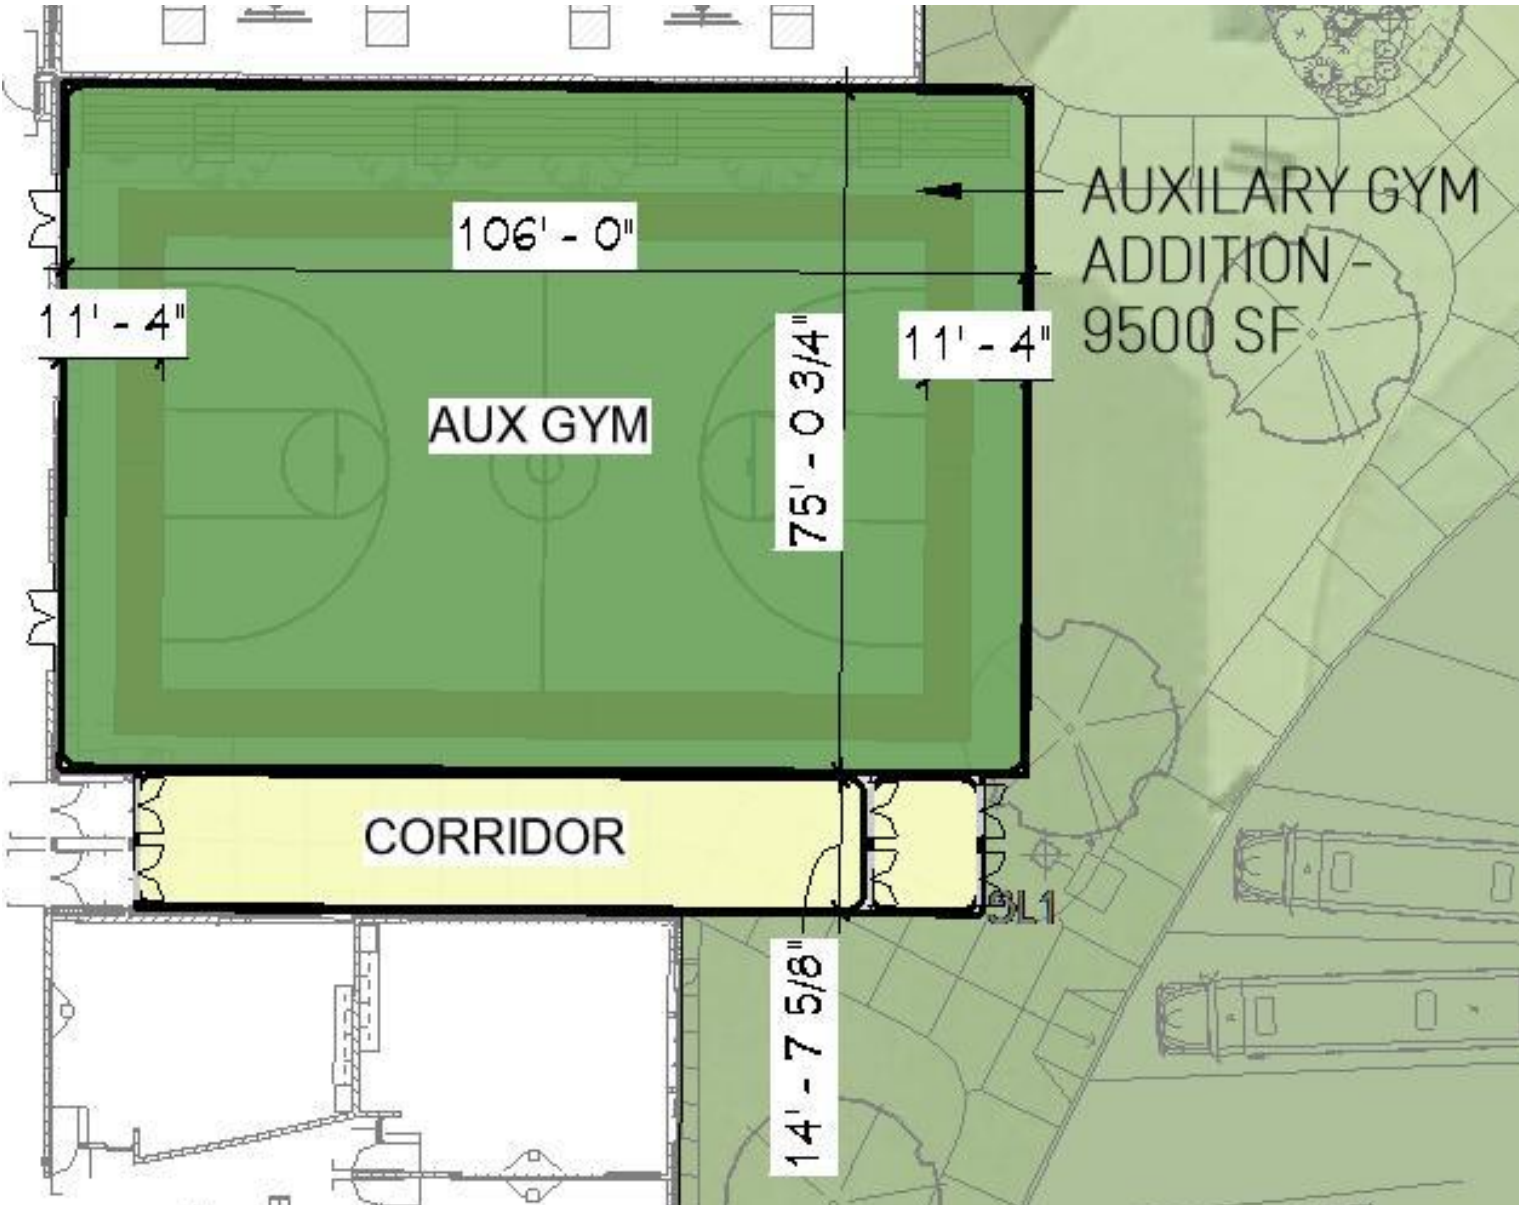 AUXILARY GYM
ADDITION -
9500 SF
106' - 0"
11' - 4"
11' - 4"
75' - 0 3/4"
AUX GYM
CORRIDOR
14' - 7 5/8"